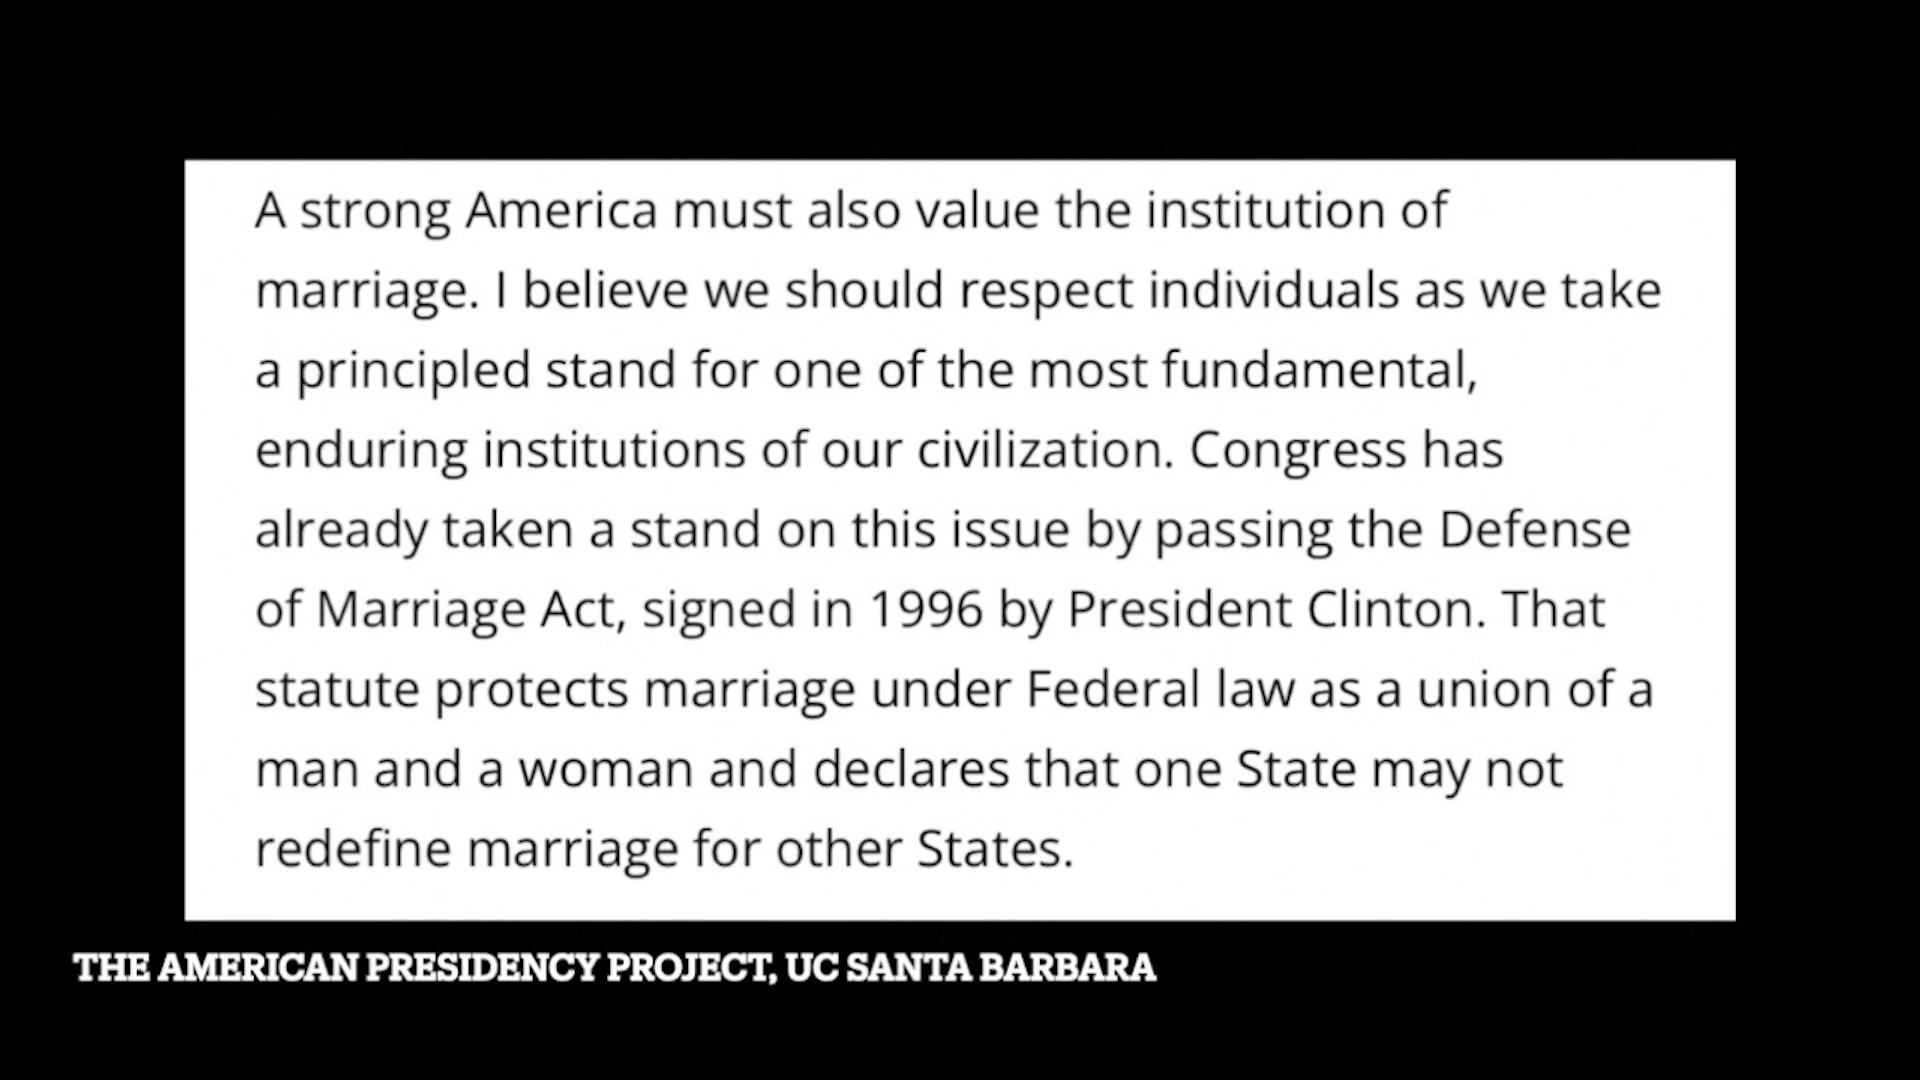 A strong America must also value the institution of
marriage. I believe we should respect individuals as we take
a principled stand for one of the most fundamental,
enduring institutions of our civilization. Congress has
already taken a stand on this issue by passing the Defense
of Marriage Act, signed in 1996 by President Clinton. That
statute protects marriage under Federal law as a union of a
man and a woman and declares that one State may not
redefine marriage for other States.
THE AMERICAN PRESIDENCY PROJECT, UC SANTA BARBARA